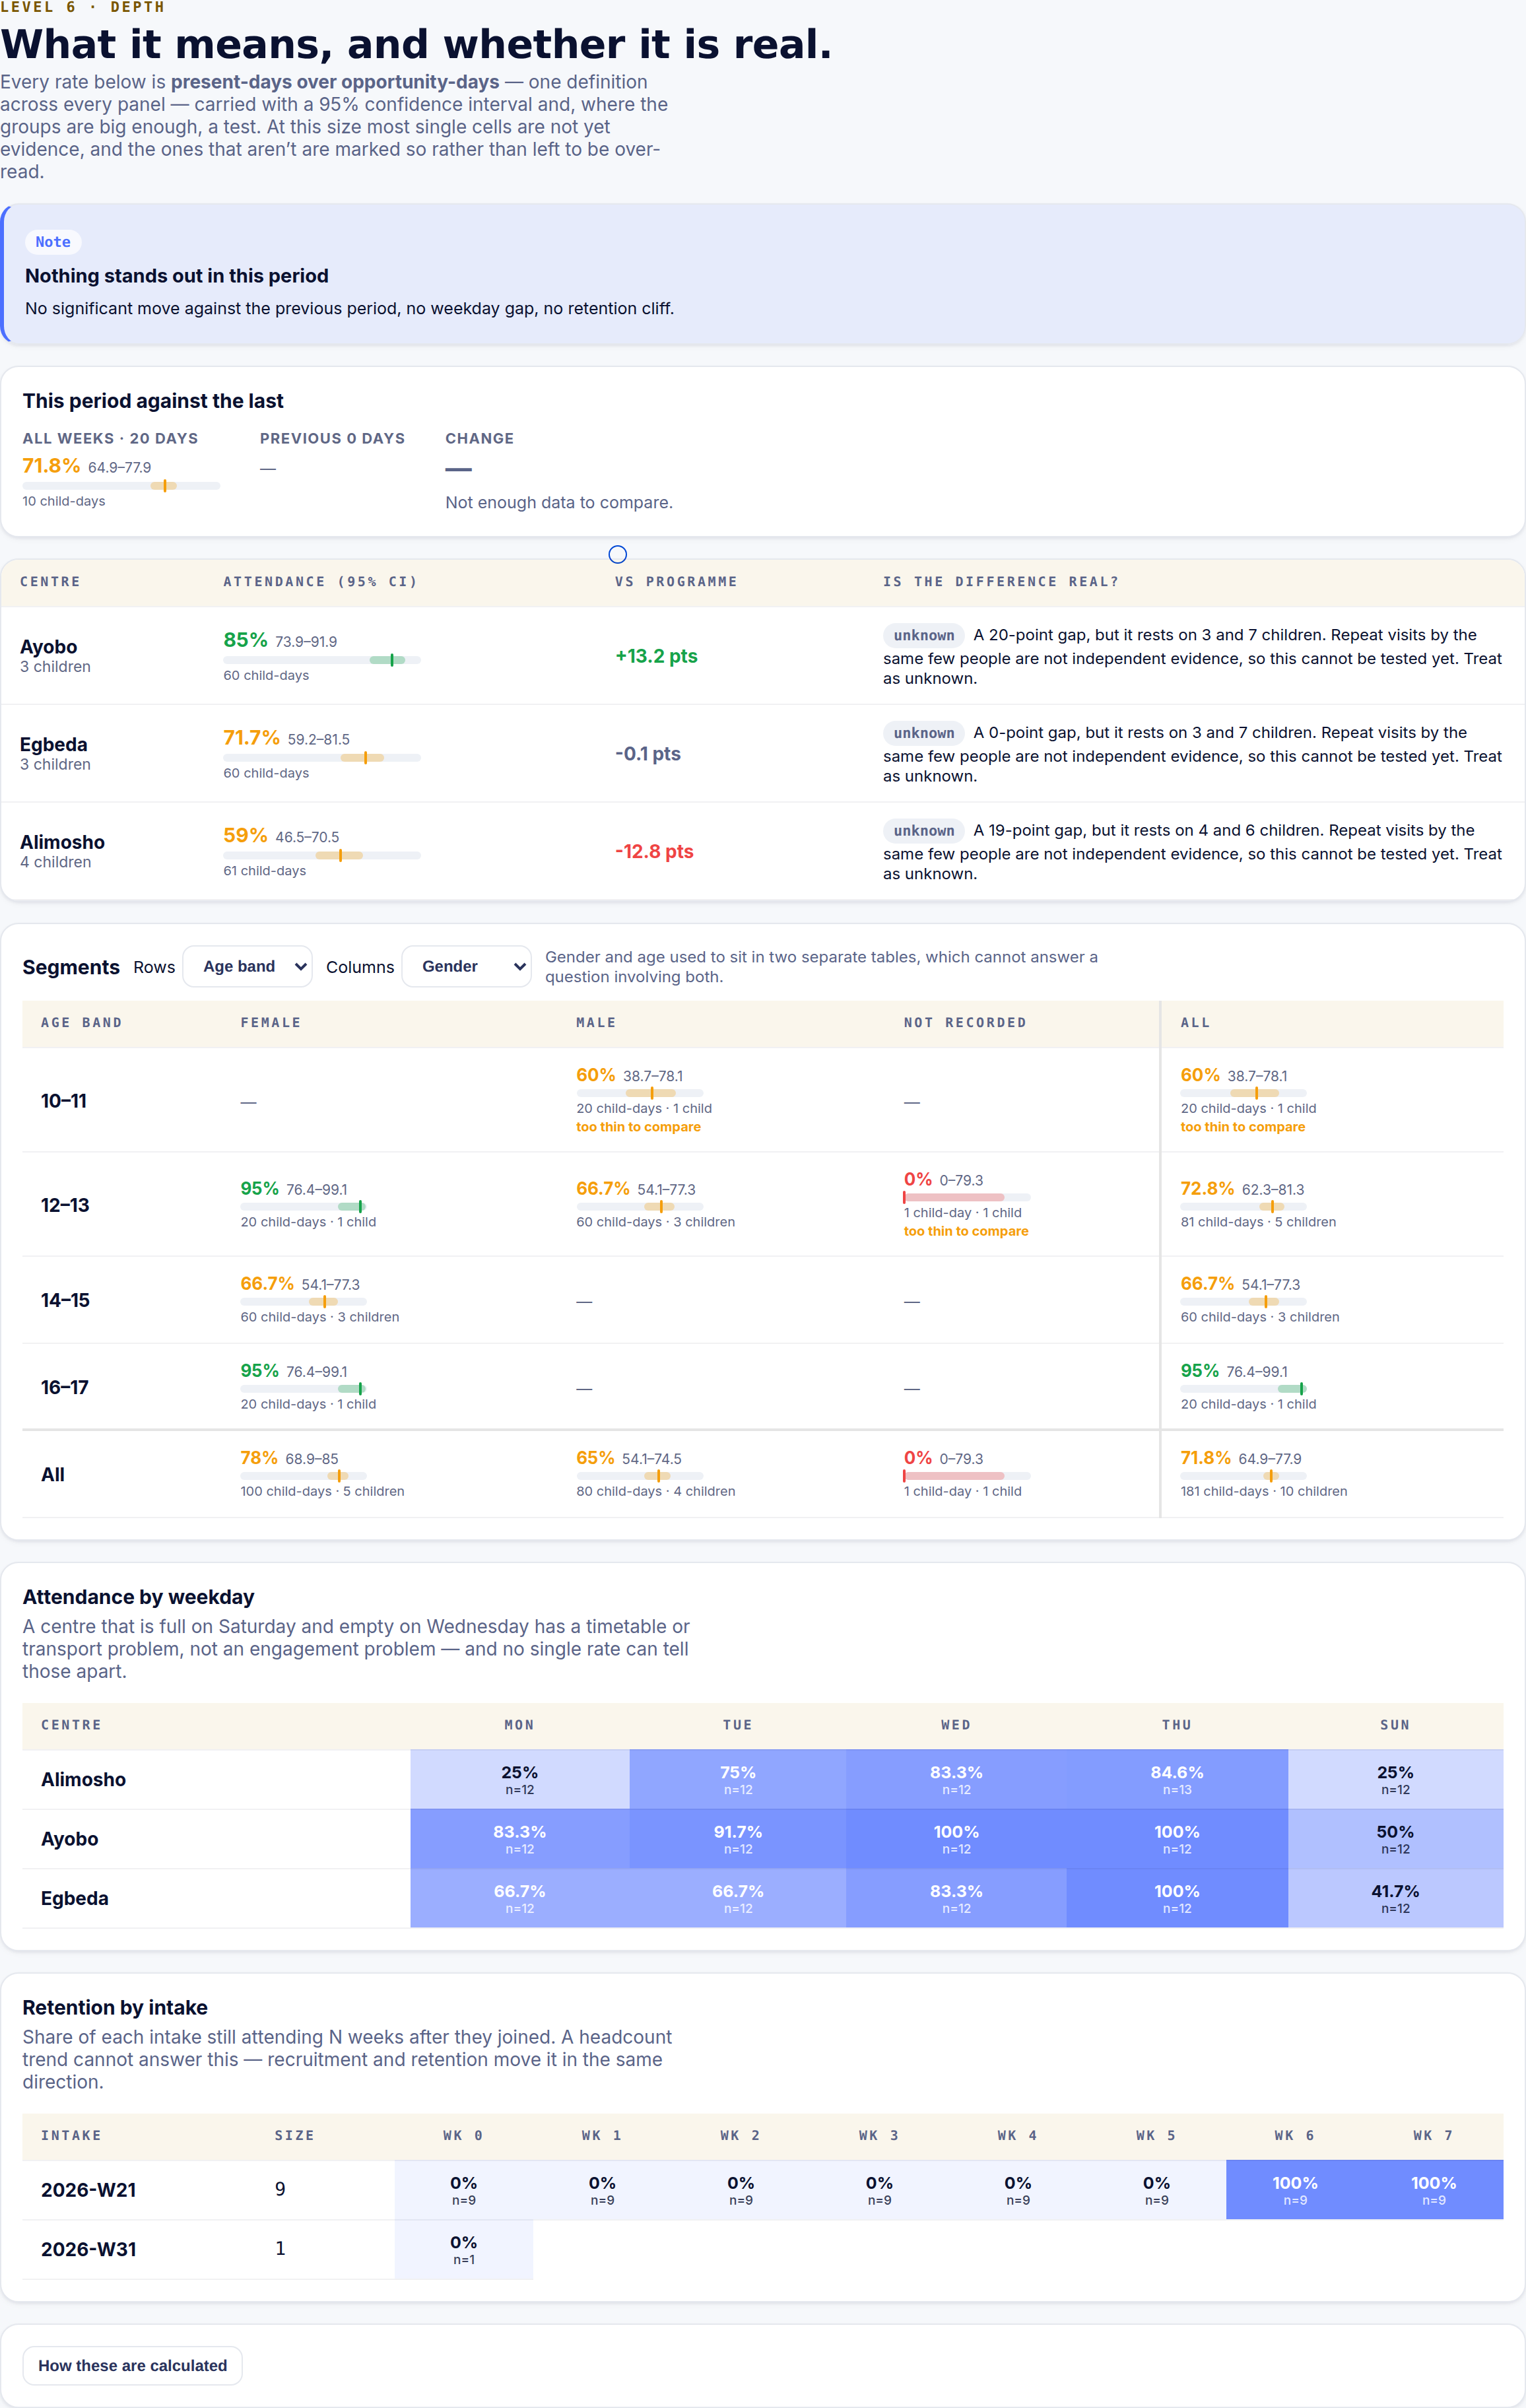 LEVEL 6 · DEPTH
What it means, and whether it is real.
Every rate below is present-days over opportunity-days — one definition
across every panel — carried with a 95% confidence interval and, where the
groups are big enough, a test. At this size most single cells are not yet
evidence, and the ones that aren’t are marked so rather than left to be over-
read.
Note
Nothing stands out in this period
No significant move against the previous period, no weekday gap, no retention cliff.
This period against the last
ALL WEEKS · 20 DAYS PREVIOUS 0 DAYS CHANGE
71.8% 64.9–77.9 — —
10 child-days Not enough data to compare.
CENTRE ATTENDANCE (95% CI) VS PROGRAMME IS THE DIFFERENCE REAL?
Ayobo
3 children
85% 73.9–91.9
60 child-days
+13.2 pts
unknown A 20-point gap, but it rests on 3 and 7 children. Repeat visits by the
same few people are not independent evidence, so this cannot be tested yet. Treat
as unknown.
Egbeda
3 children
71.7% 59.2–81.5
60 child-days
-0.1 pts
unknown A 0-point gap, but it rests on 3 and 7 children. Repeat visits by the
same few people are not independent evidence, so this cannot be tested yet. Treat
as unknown.
Alimosho
4 children
59% 46.5–70.5
61 child-days
-12.8 pts
unknown A 19-point gap, but it rests on 4 and 6 children. Repeat visits by the
same few people are not independent evidence, so this cannot be tested yet. Treat
as unknown.
Segments Rows Age band Columns Gender
Gender and age used to sit in two separate tables, which cannot answer a
question involving both.
AGE BAND FEMALE MALE NOT RECORDED ALL
10–11
—
60% 38.7–78.1
20 child-days · 1 child
too thin to compare
—
60% 38.7–78.1
20 child-days · 1 child
too thin to compare
12–13
95% 76.4–99.1
20 child-days · 1 child
66.7% 54.1–77.3
60 child-days · 3 children
0% 0–79.3
1 child-day · 1 child
too thin to compare
72.8% 62.3–81.3
81 child-days · 5 children
14–15
66.7% 54.1–77.3
60 child-days · 3 children
—
—
66.7% 54.1–77.3
60 child-days · 3 children
16–17
95% 76.4–99.1
20 child-days · 1 child
—
—
95% 76.4–99.1
20 child-days · 1 child
All
78% 68.9–85
100 child-days · 5 children
65% 54.1–74.5
80 child-days · 4 children
0% 0–79.3
1 child-day · 1 child
71.8% 64.9–77.9
181 child-days · 10 children
Attendance by weekday
A centre that is full on Saturday and empty on Wednesday has a timetable or
transport problem, not an engagement problem — and no single rate can tell
those apart.
CENTRE MON TUE WED THU SUN
Alimosho 25% 75% 83.3% 84.6% 25%
n=12 n=12 n=12 n=13 n=12
Ayobo 83.3% 91.7% 100% 100% 50%
n=12 n=12 n=12 n=12 n=12
Egbeda 66.7% 66.7% 83.3% 100% 41.7%
n=12 n=12 n=12 n=12 n=12
Retention by intake
Share of each intake still attending N weeks after they joined. A headcount
trend cannot answer this — recruitment and retention move it in the same
direction.
INTAKE SIZE WK 0 WK 1 WK 2 WK 3 WK 4 WK 5 WK 6 WK 7
2026-W21 9 0% 0% 0% 0% 0% 0% 100% 100%
n=9 n=9 n=9 n=9 n=9 n=9 n=9 n=9
2026-W31 1 0%
n=1
How these are calculated